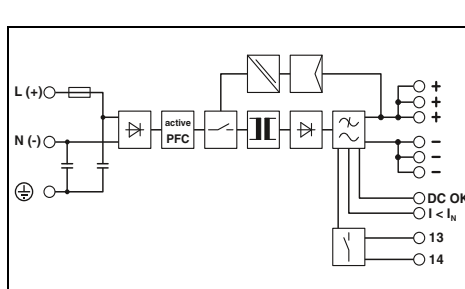 L (+)
active
PFC
+
+
+
N (-)
−
−
−
DC OK
I < IN
13
14